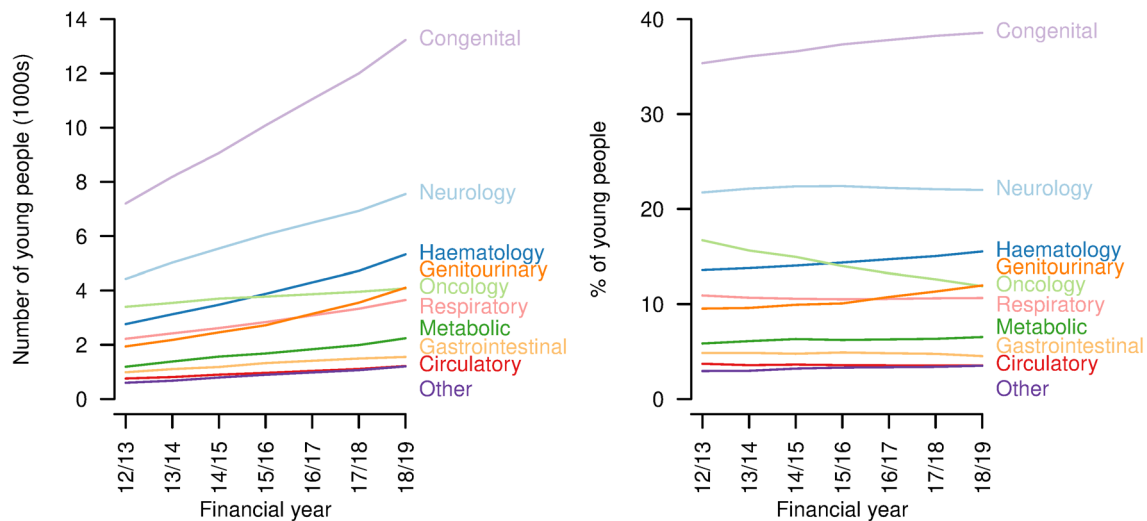 Number of young people (1000s)
14
12
10
8
6
4
2
0
Congenital
Neurology
Haematology
Genitourinary
Oncology
Respiratory
Metabolic
Gastrointestinal
Circulatory
Other
12/13
13/14
14/15
15/16
16/17
17/18
18/19
Financial year
% of young people
40
30
20
10
0
Congenital
Neurology
Haematology
Genitourinary
Oncology
Respiratory
Metabolic
Gastrointestinal
Circulatory
Other
12/13
13/14
14/15
15/16
16/17
17/18
18/19
Financial year